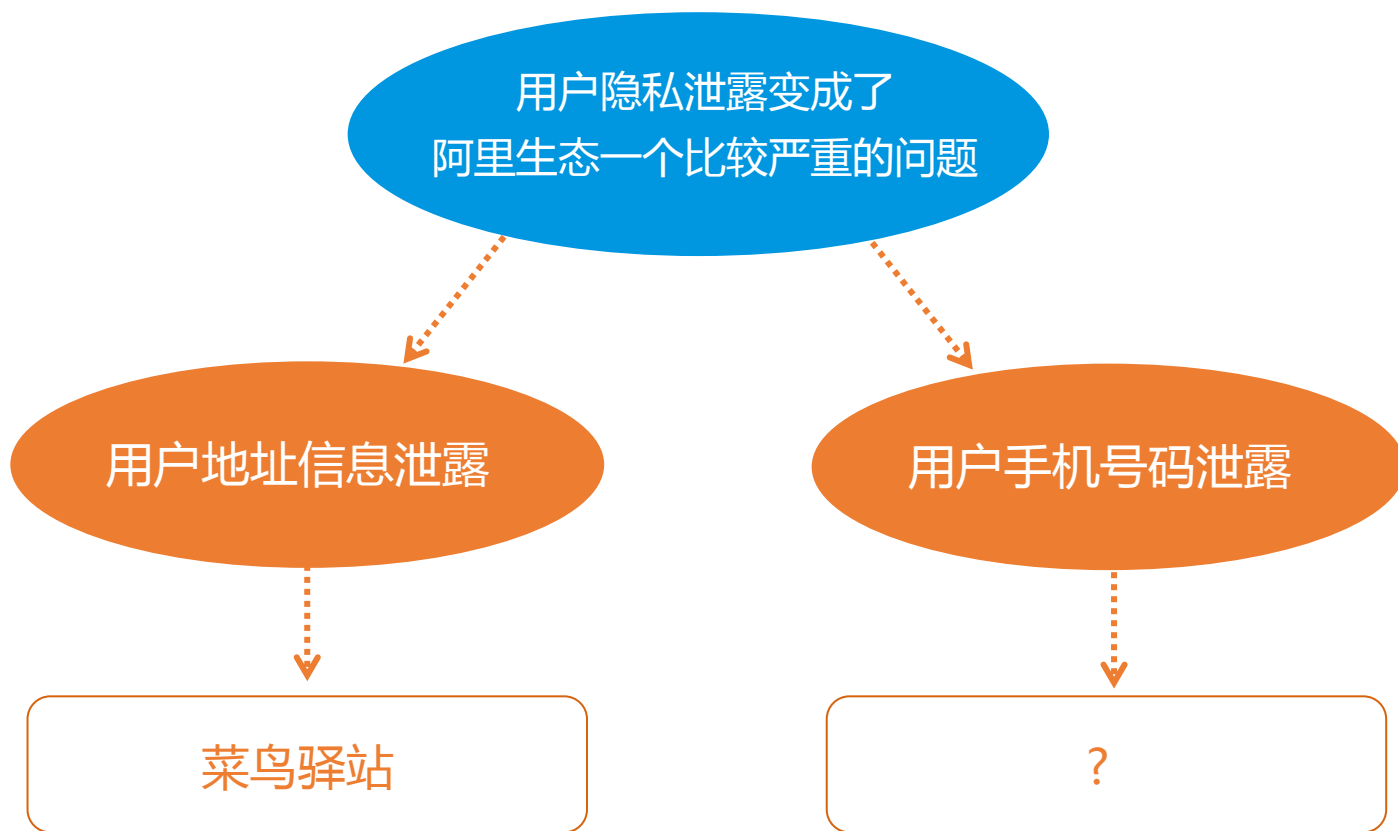 用户隐私泄露变成了
阿里生态一个比较严重的问题
用户地址信息泄露
用户手机号码泄露
菜鸟驿站
?